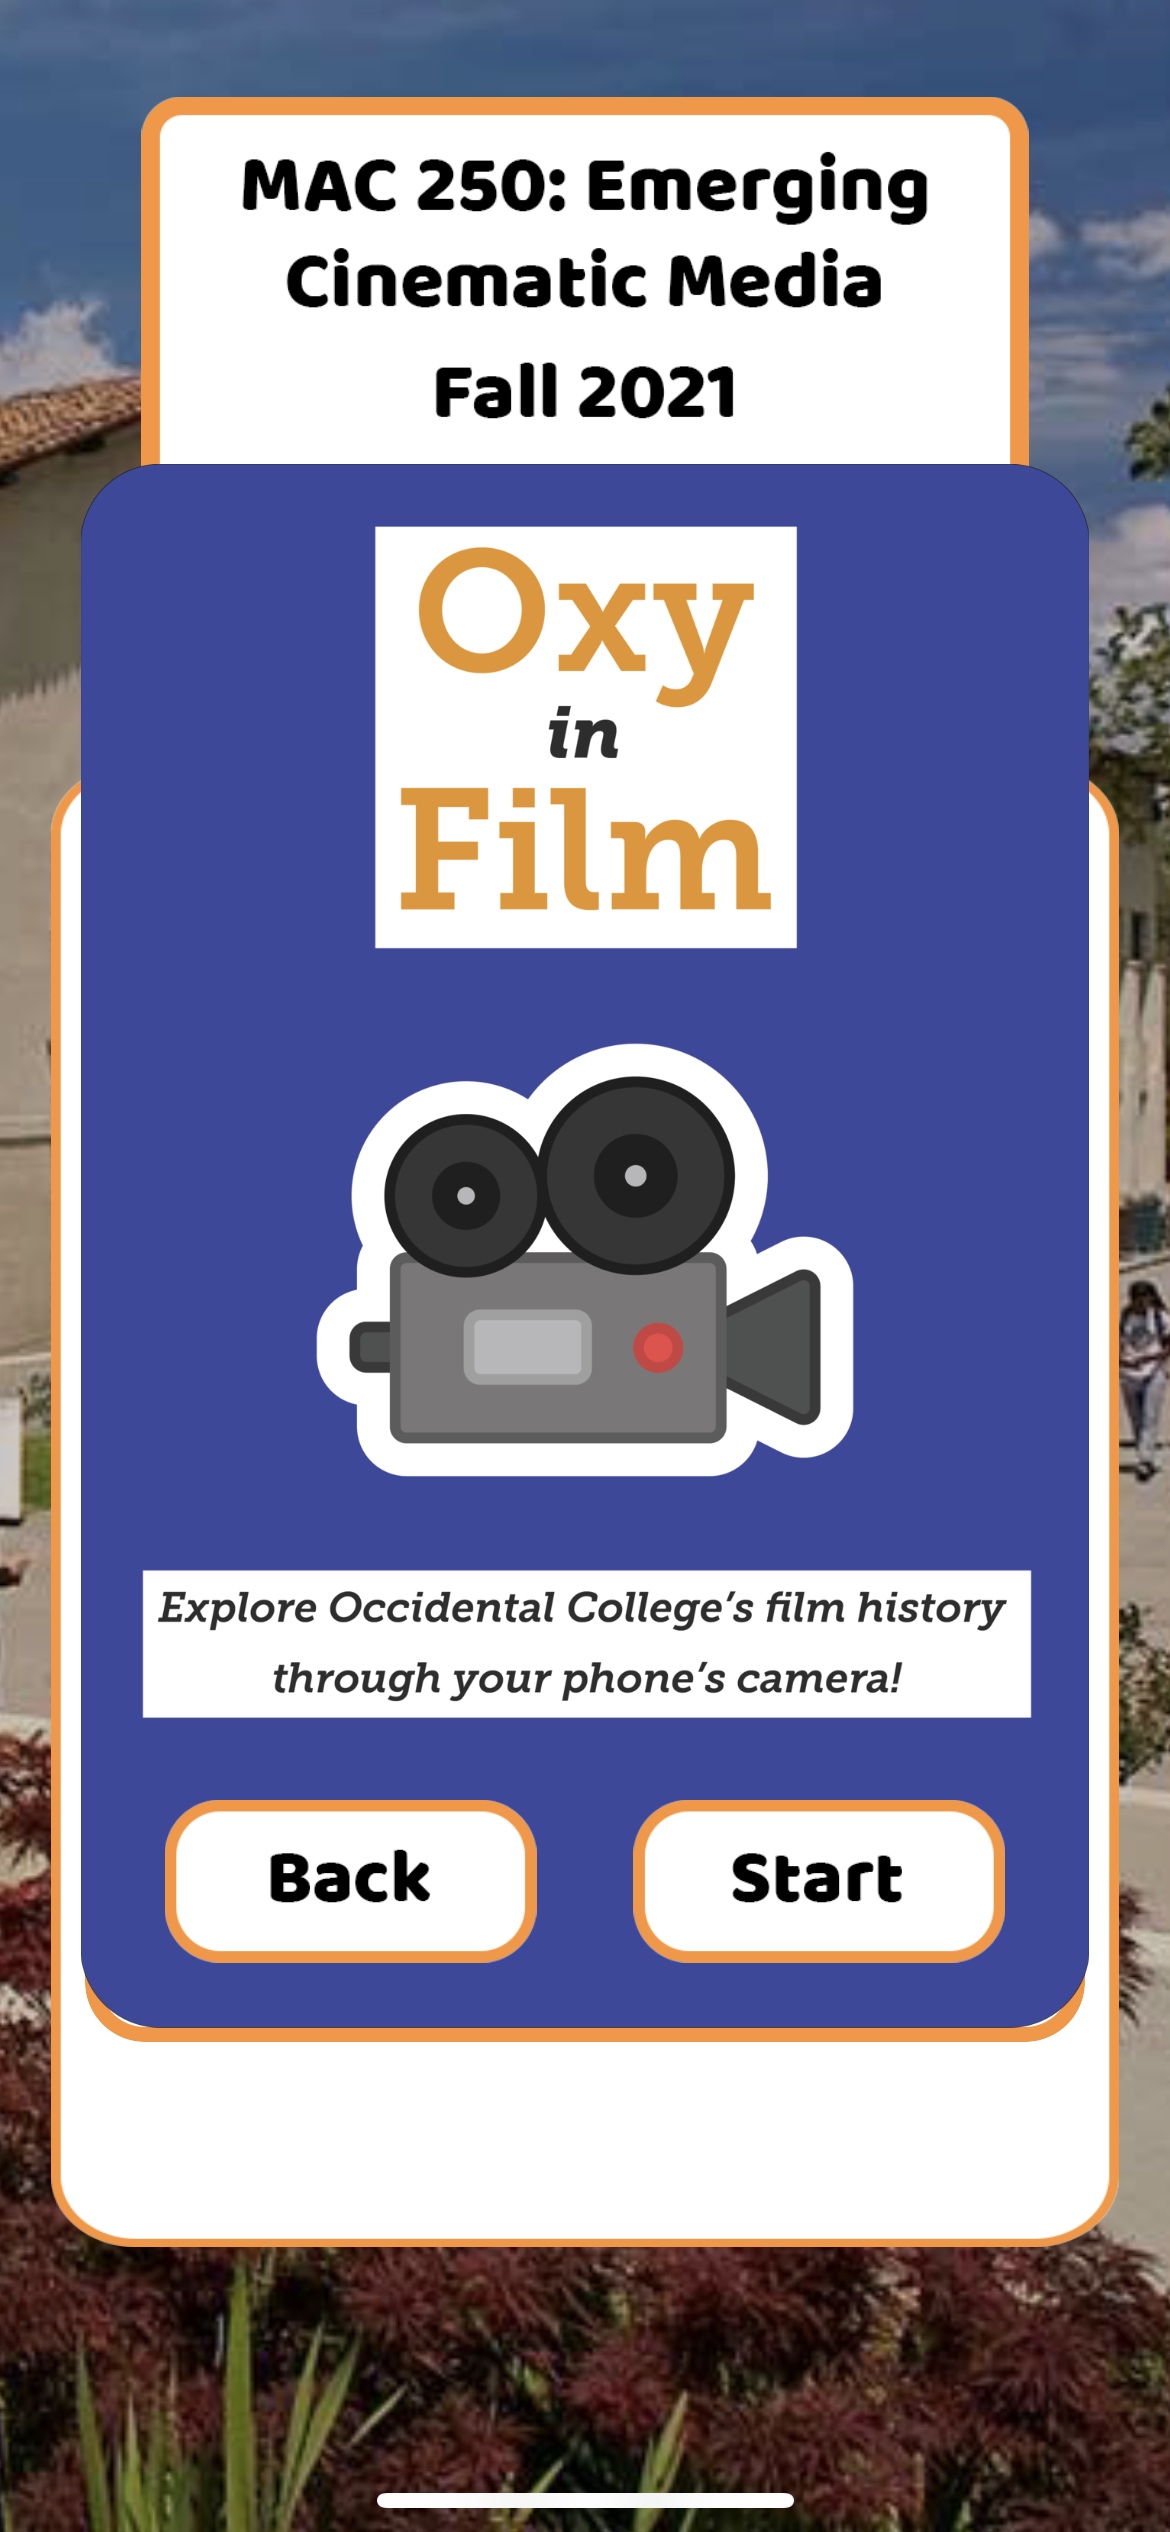 MAC 250: Emerging
Cinematic Media
Fall 2021
Oxy
in
Film
Explore Occidental College’s film history
through your phone’s camera!
Back
Start